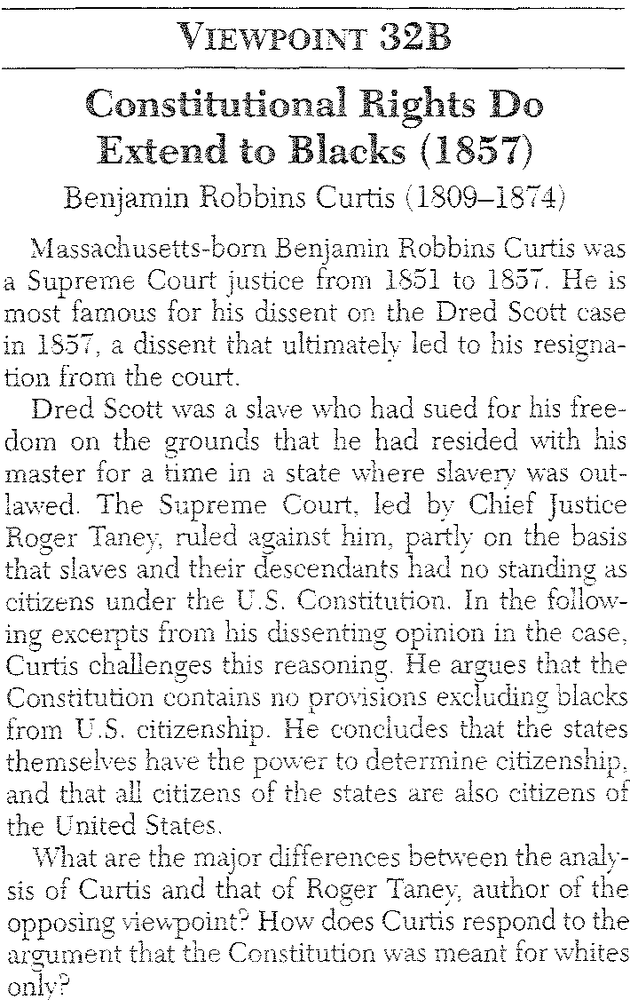 VIEWPOINT 32B
Constitutional Rights Do
Extend to Blacks (1857)
Benjamin Robbins Curtis (1809–1874)
Massachusetts-born Benjamin Robbins Curtis was
a Supreme Court justice from 1851 to 1857. He is
most famous for his dissent on the Dred Scott case
in 1857, a dissent that ultimately led to his resigna-
tion from the court.
Dred Scott was a slave who had sued for his free-
dom on the grounds that he had resided with his
master for a time in a state where slavery was out-
lawed. The Supreme Court, led by Chief Justice
Roger Taney, ruled against him, partly on the basis
that slaves and their descendants had no standing as
citizens under the U.S. Constitution. In the follow-
ing excerpts from his dissenting opinion in the case,
Curtis challenges this reasoning. He argues that the
Constitution contains no provisions excluding blacks
from U.S. citizenship. He concludes that the states
themselves have the power to determine citizenship,
and that all citizens of the states are also citizens of
the United States.
What are the major differences between the analy-
sis of Curtis and that of Roger Taney, author of the
opposing viewpoint? How does Curtis respond to the
argument that the Constitution was meant for whites
only?